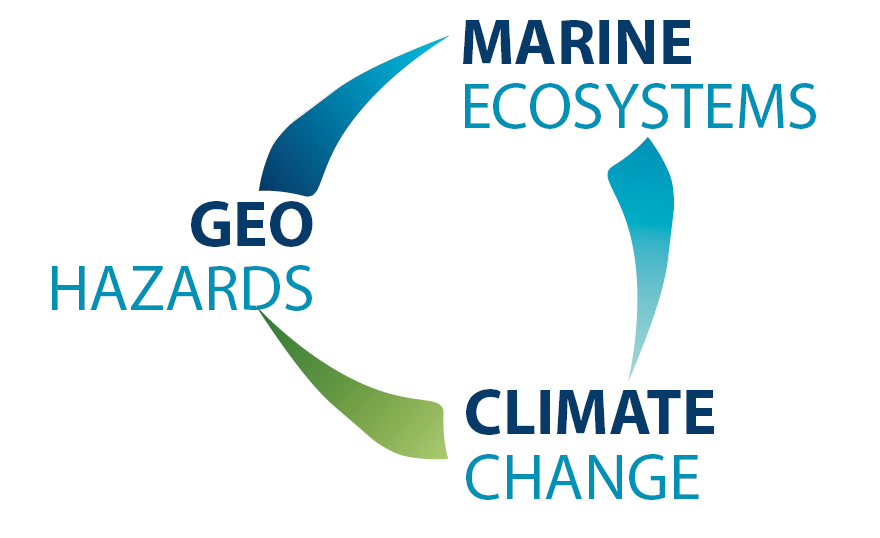 MARINE
ECOSYSTEMS
GEO
HAZARDS
CLIMATE
CHANGE